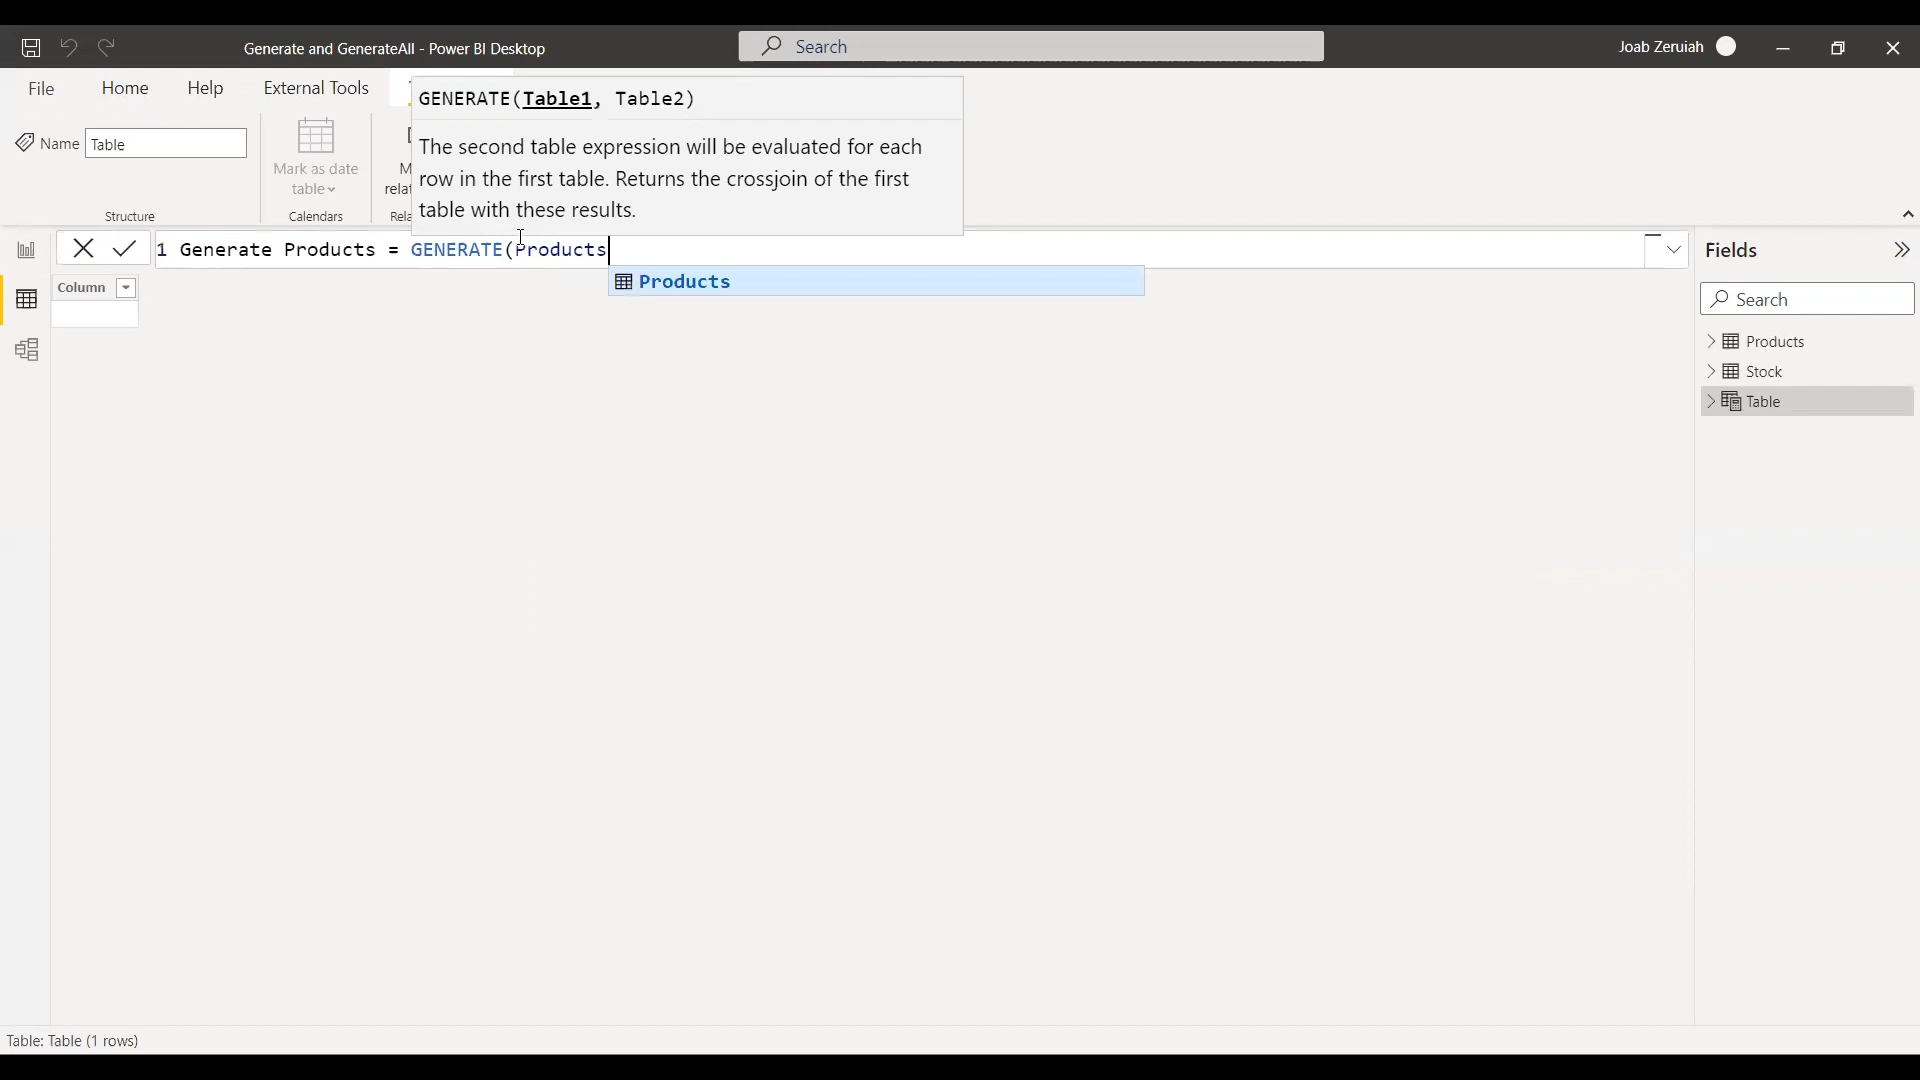 Generate and GenerateAll - Power BI Desktop
Search
Joab Zeruiah
File
Home
Help
External Tools
GENERATE(Table1, Table2)
The second table expression will be evaluated for each
row in the first table. Returns the crossjoin of the first
table with these results.
Name
Table
Mark as date
table
Structure
Calendars
M
relat
Rela
1 Generate Products = GENERATE(Products
Products
Column
Fields
Search
Products
Stock
Table
Table: Table (1 rows)